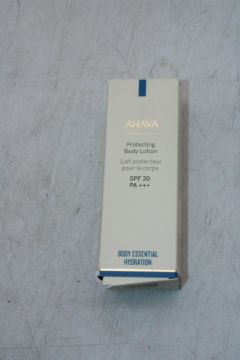 AHAVA
Protecting
Body Lotion
Lait protecteur
pour le corps
SPF 30
PA +++
BODY ESSENTIAL
HYDRATION